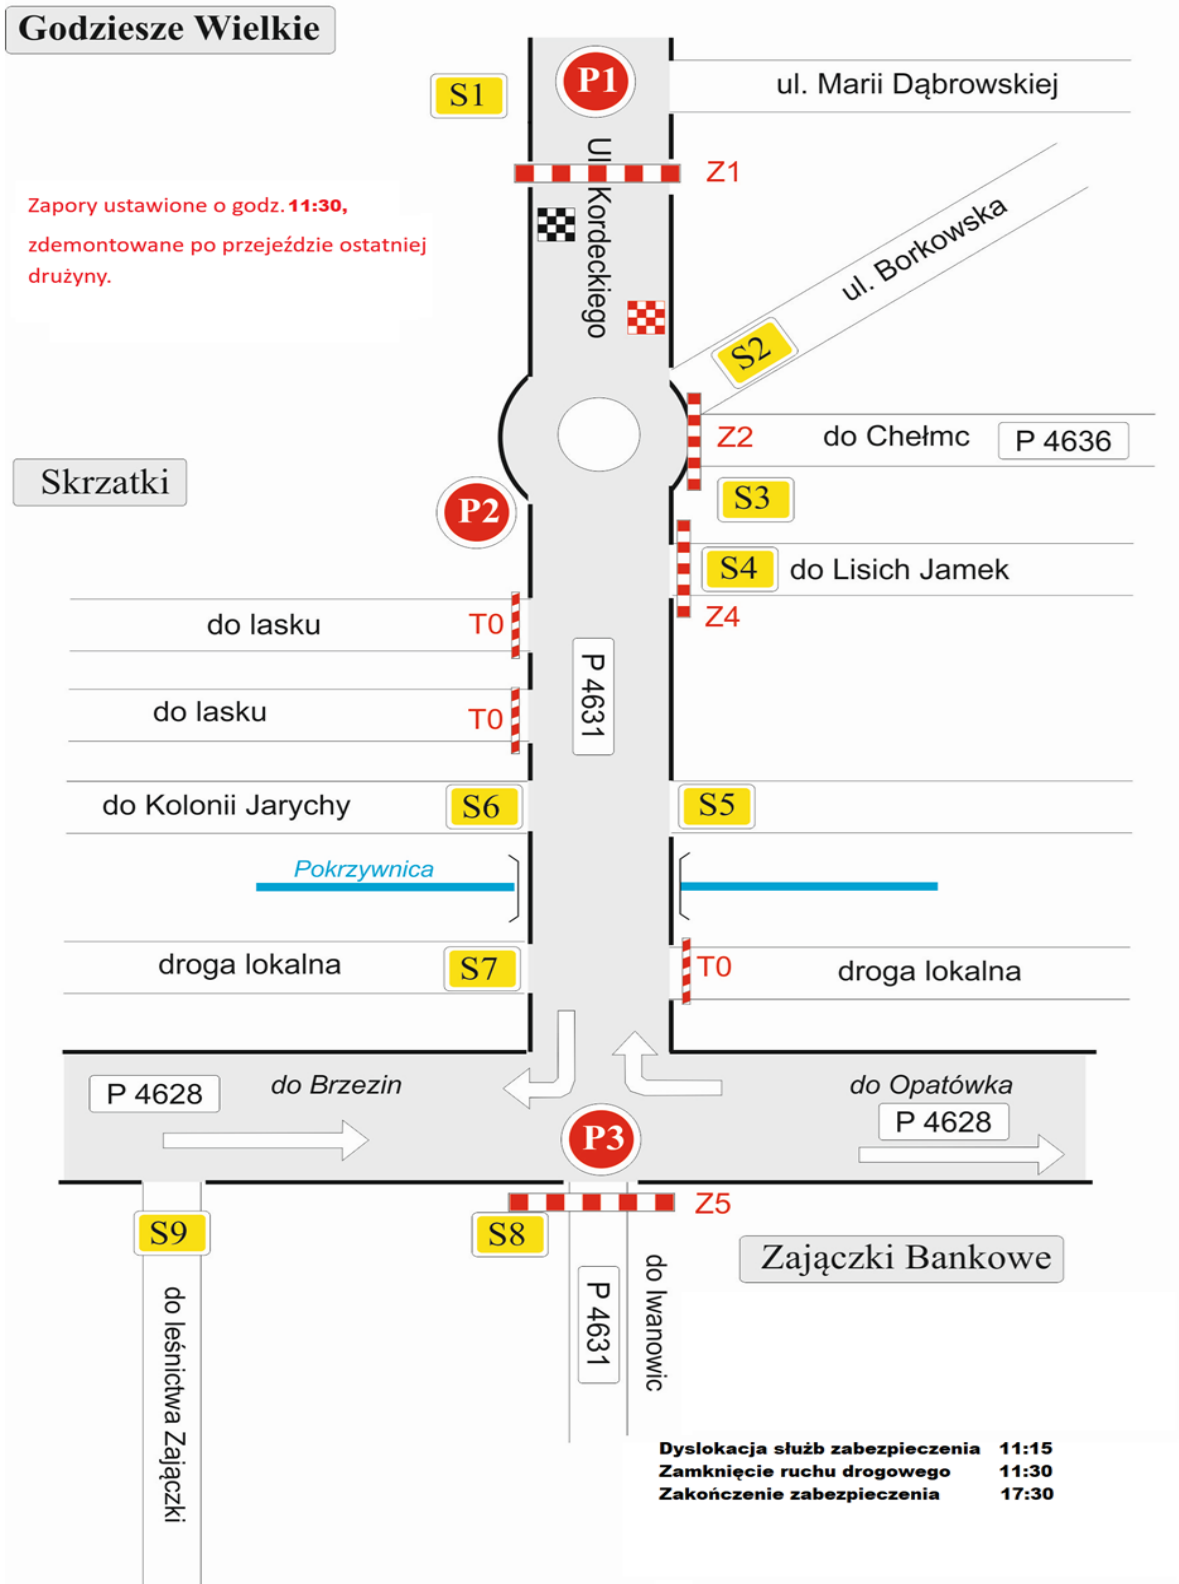 Godziesze Wielkie
P1
S1
ul. Marii Dąbrowskiej
Ul Kordeckiego
Z1
Zapory ustawione o godz. 11:30,
zdemontowane po przejeździe ostatniej
drużyny.
ul. Borkowska
S2
Z2
do Chełmc
P 4636
Skrzatki
P2
S3
S4
do Lisich Jamek
Z4
do lasku
T0
P 4631
do lasku
T0
do Kolonii Jarychy
S6
S5
Pokrzywnica
droga lokalna
S7
T0
droga lokalna
P 4628
do Brzezin
do Opatówka
P 4628
P3
Z5
S9
S8
Zajączki Bankowe
do leśnictwa Zajączki
P 4631
do Iwanowic
Dyslokacja służb zabezpieczenia 11:15
Zamknięcie ruchu drogowego 11:30
Zakończenie zabezpieczenia 17:30